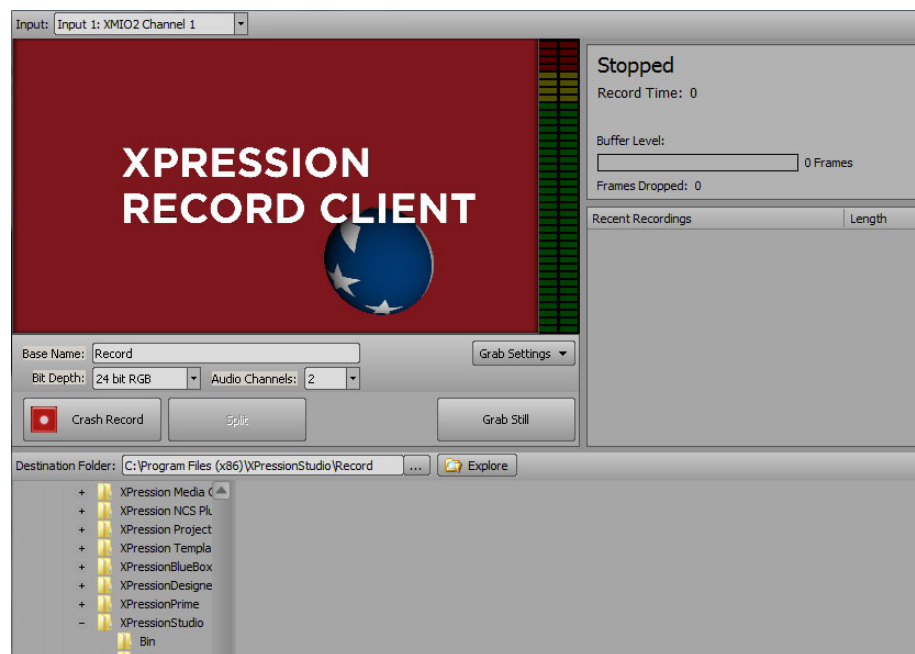 Input: Input 1: XMIO2 Channel 1
XPRESSION
RECORD CLIENT
Stopped
Record Time: 0
Buffer Level:
0 Frames
Frames Dropped: 0
Recent Recordings Length
Base Name: Record Grab Settings
Bit Depth: 24 bit RGB Audio Channels: 2
Crash Record Split Grab Still
Destination Folder: C:\Program Files (x86)\XPressionStudio\Record ... Explore
+ XPression Media
+ XPression NCS Plu
+ XPression Project
+ XPression Templa
+ XPressionBlueBox
+ XPressionDesigne
+ XPressionPrime
- XPressionStudio
Bin